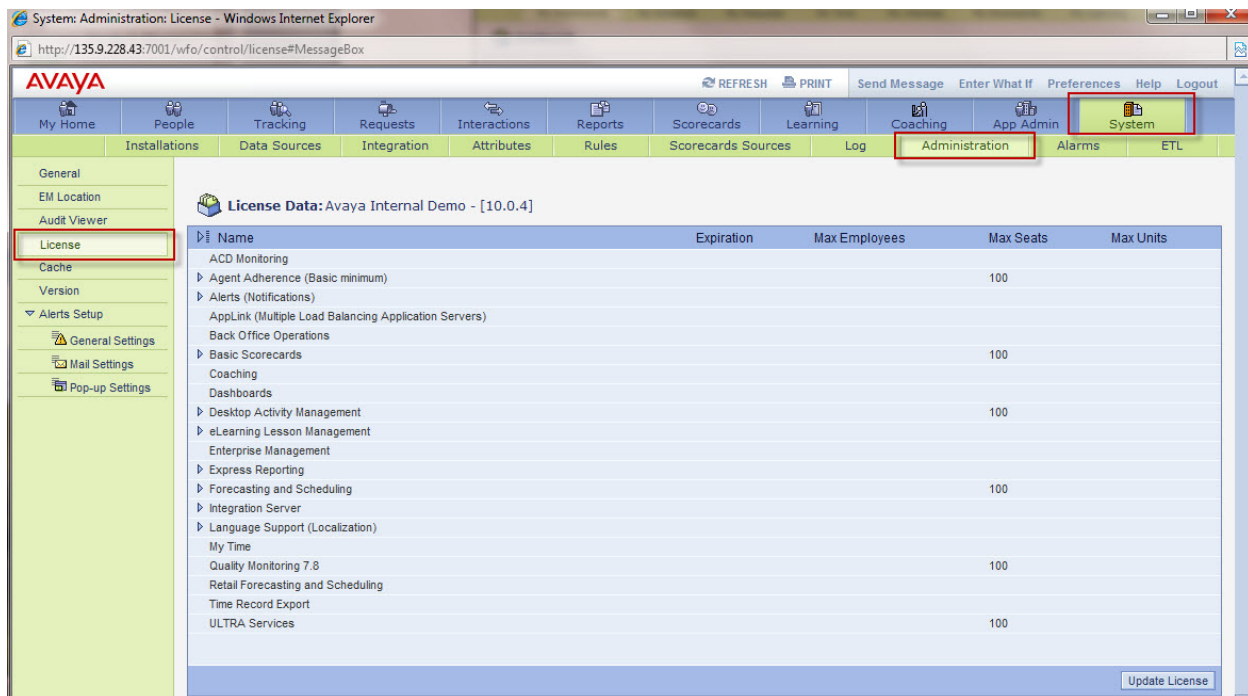 System: Administration: License - Windows Internet Explorer
http://135.9.228.43:7001/wfo/control/license#MessageBox
AVAYA REFRESH PRINT Send Message Enter What If Preferences Help Logout
My Home People Tracking Requests Interactions Reports Scorecards Learning Coaching App Admin System
Installations Data Sources Integration Attributes Rules Scorecards Sources Log Administration Alarms ETL
General
EM Location
Audit Viewer
License
Cache
Version
Alerts Setup
General Settings
Mail Settings
Pop-up Settings
License Data: Avaya Internal Demo - [10.0.4]
Name Expiration Max Employees Max Seats Max Units
ACD Monitoring
Agent Adherence (Basic minimum) 100
Alerts (Notifications)
AppLink (Multiple Load Balancing Application Servers)
Back Office Operations
Basic Scorecards 100
Coaching
Dashboards
Desktop Activity Management 100
eLearning Lesson Management
Enterprise Management
Express Reporting
Forecasting and Scheduling 100
Integration Server
Language Support (Localization)
My Time
Quality Monitoring 7.8 100
Retail Forecasting and Scheduling
Time Record Export
ULTRA Services 100
Update License